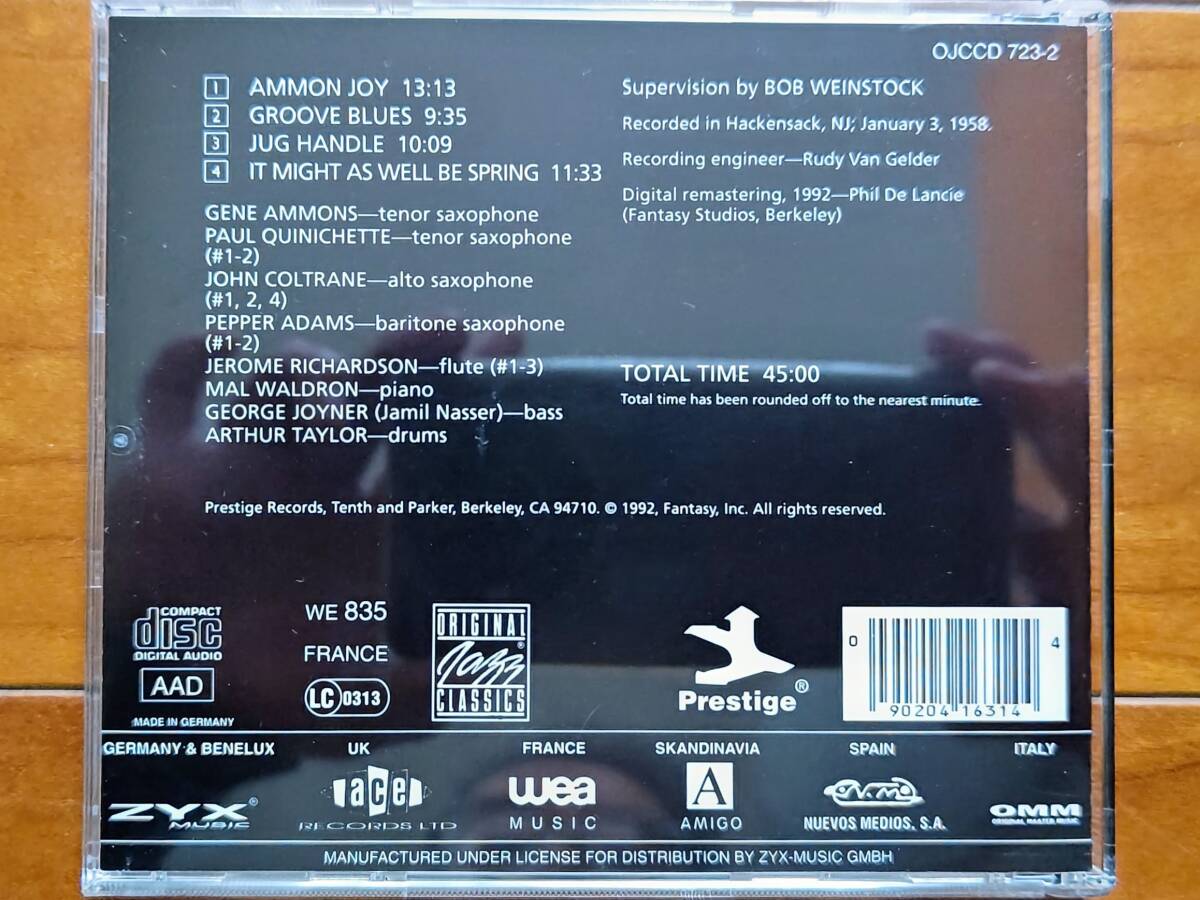 OJCCD 723-2
1 AMMON JOY 13:13
2 GROOVE BLUES 9:35
3 JUG HANDLE 10:09
4 IT MIGHT AS WELL BE SPRING 11:33
GENE AMMONS—tenor saxophone
PAUL QUINICHETTE—tenor saxophone
(#1-2)
JOHN COLTRANE—alto saxophone
(#1, 2, 4)
PEPPER ADAMS—baritone saxophone
(#1-2)
JEROME RICHARDSON—flute (#1-3)
MAL WALDRON—piano
GEORGE JOYNER (Jamil Nasser)—bass
ARTHUR TAYLOR—drums
Supervision by BOB WEINSTOCK
Recorded in Hackensack, NJ; January 3, 1958.
Recording engineer—Rudy Van Gelder
Digital remastering, 1992—Phil De Lancie
(Fantasy Studios, Berkeley)
TOTAL TIME 45:00
Total time has been rounded off to the nearest minute.
Prestige Records, Tenth and Parker, Berkeley, CA 94710. © 1992, Fantasy, Inc. All rights reserved.
COMPACT
disc
DIGITAL AUDIO
AAD
MADE IN GERMANY
WE 835
FRANCE
LC 0313
ORIGINAL
Jazz ®
CLASSICS
Prestige ®
0 90204 16314 4
GERMANY & BENELUX
ZYX ®
MUSIC
UK
ace
RECORDS LTD
FRANCE
wea
MUSIC
SKANDINAVIA
A
AMIGO
SPAIN
N.M.
NUEVOS MEDIOS, S.A.
ITALY
OMM
ORIGINAL MASTER MUSIC
MANUFACTURED UNDER LICENSE FOR DISTRIBUTION BY ZYX-MUSIC GMBH